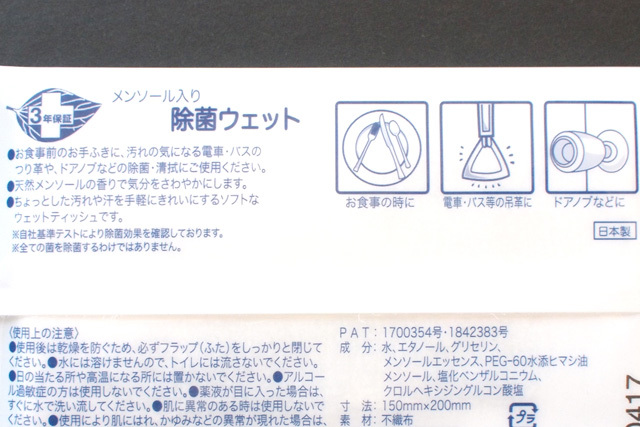 3年保証
メンソール入り
除菌ウェット
●お食事前のお手ふきに、汚れの気になる電車・バスの
つり革や、ドアノブなどの除菌・清拭にご使用ください。
●天然メンソールの香りで気分をさわやかにします。
●ちょっとした汚れや汗を手軽にきれいにするソフトな
ウェットティッシュです。
※自社基準テストにより除菌効果を確認しております。
※全ての菌を除菌するわけではありません。
お食事の時に
電車・バス等の吊革に
ドアノブなどに
日本製
〈使用上の注意〉
●使用後は乾燥を防ぐため、必ずフラップ(ふた)をしっかりと閉じて
ください。●水には溶けませんので、トイレには流さないでください。
●日の当たる所や高温になる所には置かないでください。●アルコー
ル過敏症の方は使用しないでください。●薬液が目に入った場合は、
すぐに水で洗い流してください。●肌に異常のある時は使用しないで
ください。●使用により肌にかぶれ、かゆみなどの異常が現れた場合は、
PAT：1700354号・1842383号
成 分：水、エタノール、グリセリン、
メンソールエッセンス、PEG-60水添ヒマシ油
メンソール、塩化ベンザルコニウム、
クロルヘキシジングルコン酸塩
寸 法：150mm×200mm
素 材：不織布
プラ
0417